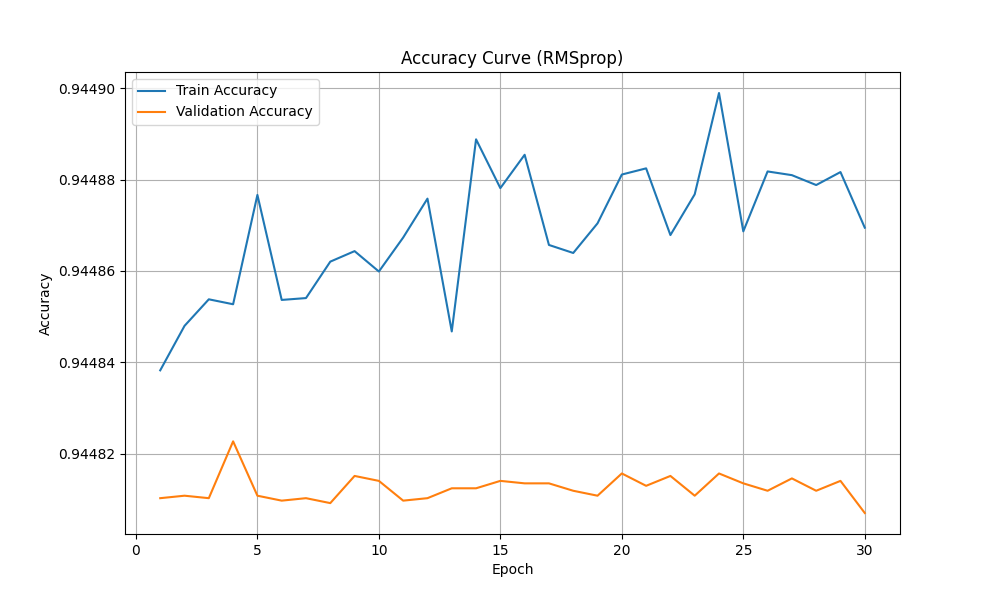 Accuracy Curve (RMSprop)
Train Accuracy
Validation Accuracy
0.94490
0.94488
0.94486
0.94484
0.94482
Accuracy
0 5 10 15 20 25 30
Epoch